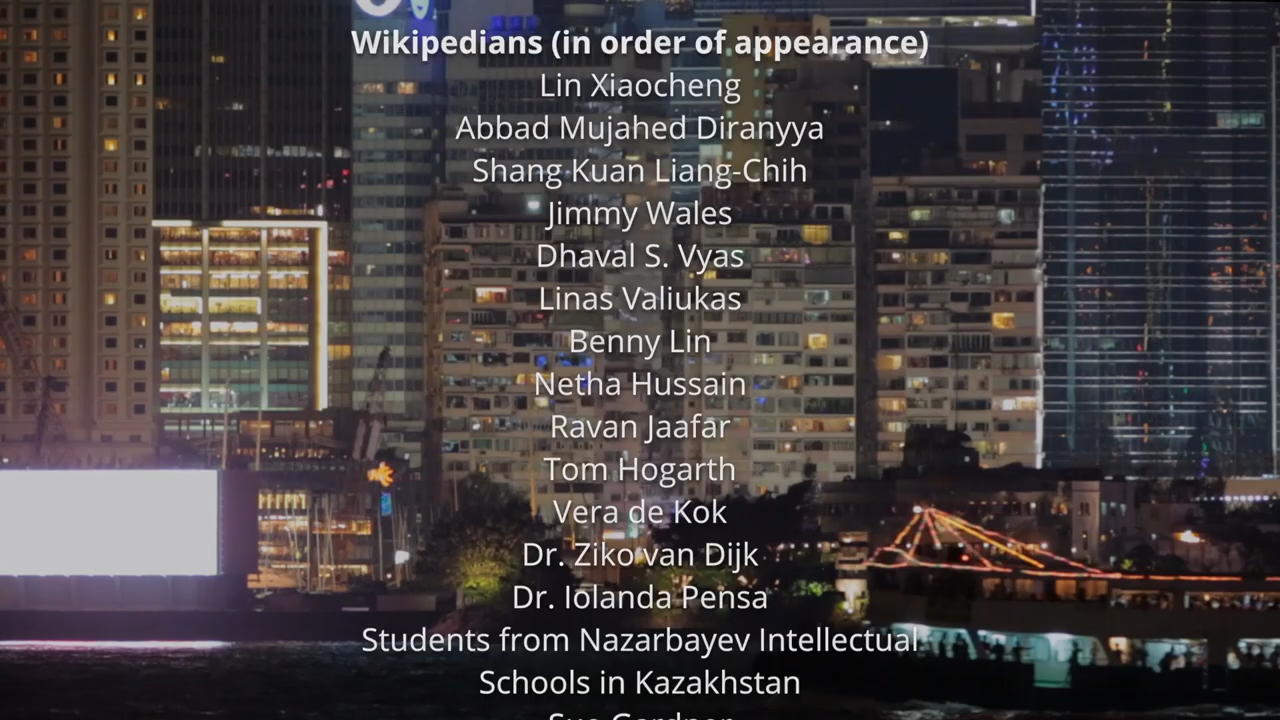 Wikipedians (in order of appearance)
Lin Xiaocheng
Abbad Mujahed Diranyya
Shang Kuan Liang-Chih
Jimmy Wales
Dhaval S. Vyas
Linas Valiukas
Benny Lin
Netha Hussain
Ravan Jaafar
Tom Hogarth
Vera de Kok
Dr. Ziko van Dijk
Dr. Iolanda Pensa
Students from Nazarbayev Intellectual
Schools in Kazakhstan
Sue Gardner